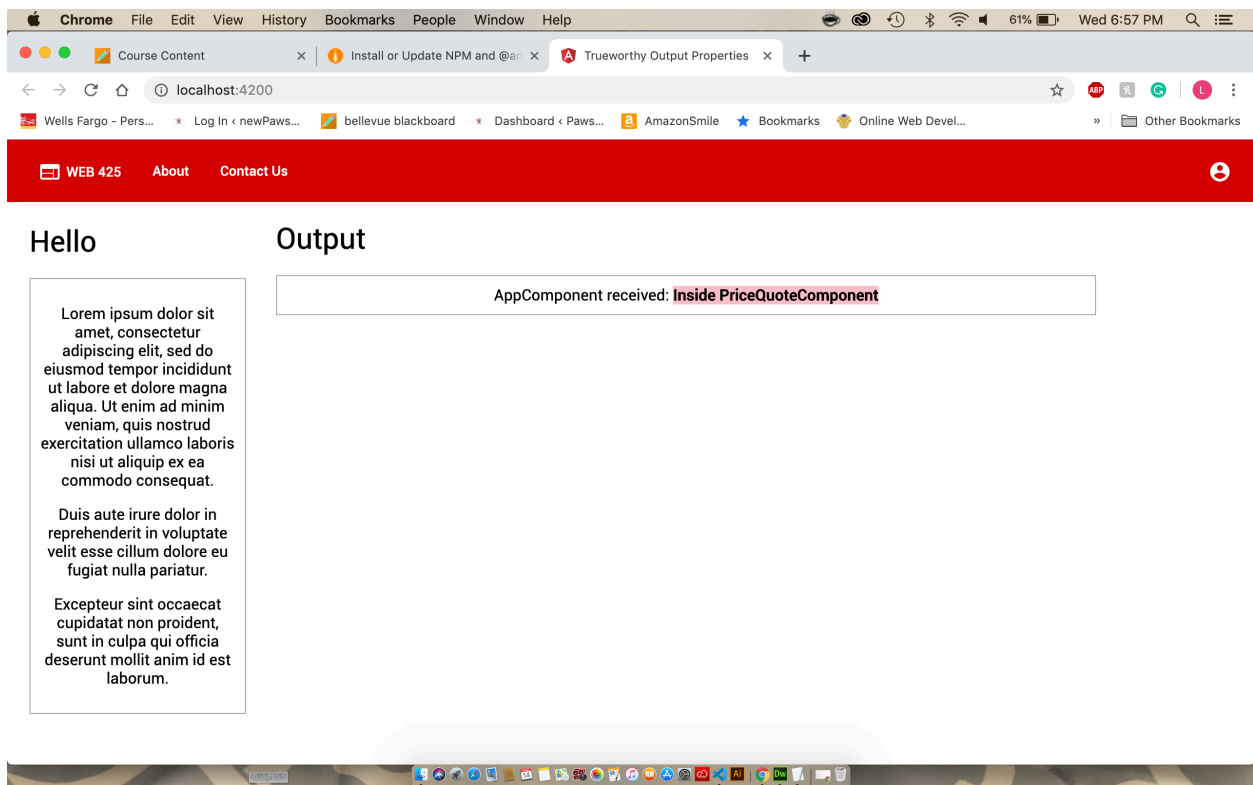 Chrome File Edit View History Bookmarks People Window Help 61% Wed 6:57 PM
Course Content Install or Update NPM and @an Trueworthy Output Properties
localhost:4200 ABP
Wells Fargo - Pers... Log In ‹ newPaws... bellevue blackboard Dashboard ‹ Paws... AmazonSmile Bookmarks Online Web Devel... » Other Bookmarks
WEB 425 About Contact Us
Hello
Output
AppComponent received: Inside PriceQuoteComponent
Lorem ipsum dolor sit
amet, consectetur
adipiscing elit, sed do
eiusmod tempor incididunt
ut labore et dolore magna
aliqua. Ut enim ad minim
veniam, quis nostrud
exercitation ullamco laboris
nisi ut aliquip ex ea
commodo consequat.
Duis aute irure dolor in
reprehenderit in voluptate
velit esse cillum dolore eu
fugiat nulla pariatur.
Excepteur sint occaecat
cupidatat non proident,
sunt in culpa qui officia
deserunt mollit anim id est
laborum.
Ai Dw